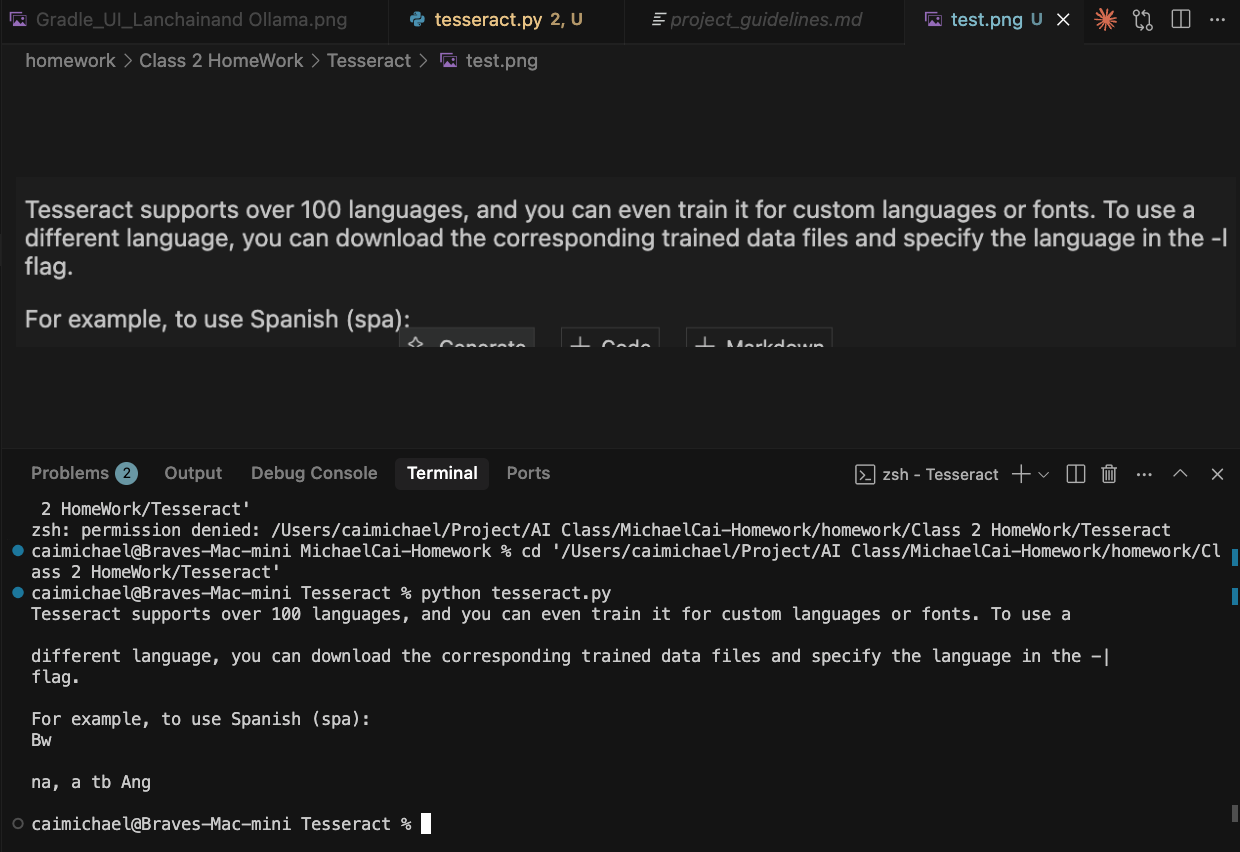 Gradle_UI_Lanchainand Ollama.png
tesseract.py 2, U
project_guidelines.md
test.png U
homework > Class 2 HomeWork > Tesseract > test.png
Tesseract supports over 100 languages, and you can even train it for custom languages or fonts. To use a
different language, you can download the corresponding trained data files and specify the language in the -l
flag.
For example, to use Spanish (spa):
Generate + Code + Markdown
Problems 2 Output Debug Console Terminal Ports
zsh - Tesseract
2 HomeWork/Tesseract'
zsh: permission denied: /Users/caimichael/Project/AI Class/MichaelCai-Homework/homework/Class 2 HomeWork/Tesseract
caimichael@Braves-Mac-mini MichaelCai-Homework % cd '/Users/caimichael/Project/AI Class/MichaelCai-Homework/homework/Cl
ass 2 HomeWork/Tesseract'
caimichael@Braves-Mac-mini Tesseract % python tesseract.py
Tesseract supports over 100 languages, and you can even train it for custom languages or fonts. To use a
different language, you can download the corresponding trained data files and specify the language in the -|
flag.
For example, to use Spanish (spa):
Bw
na, a tb Ang
caimichael@Braves-Mac-mini Tesseract %